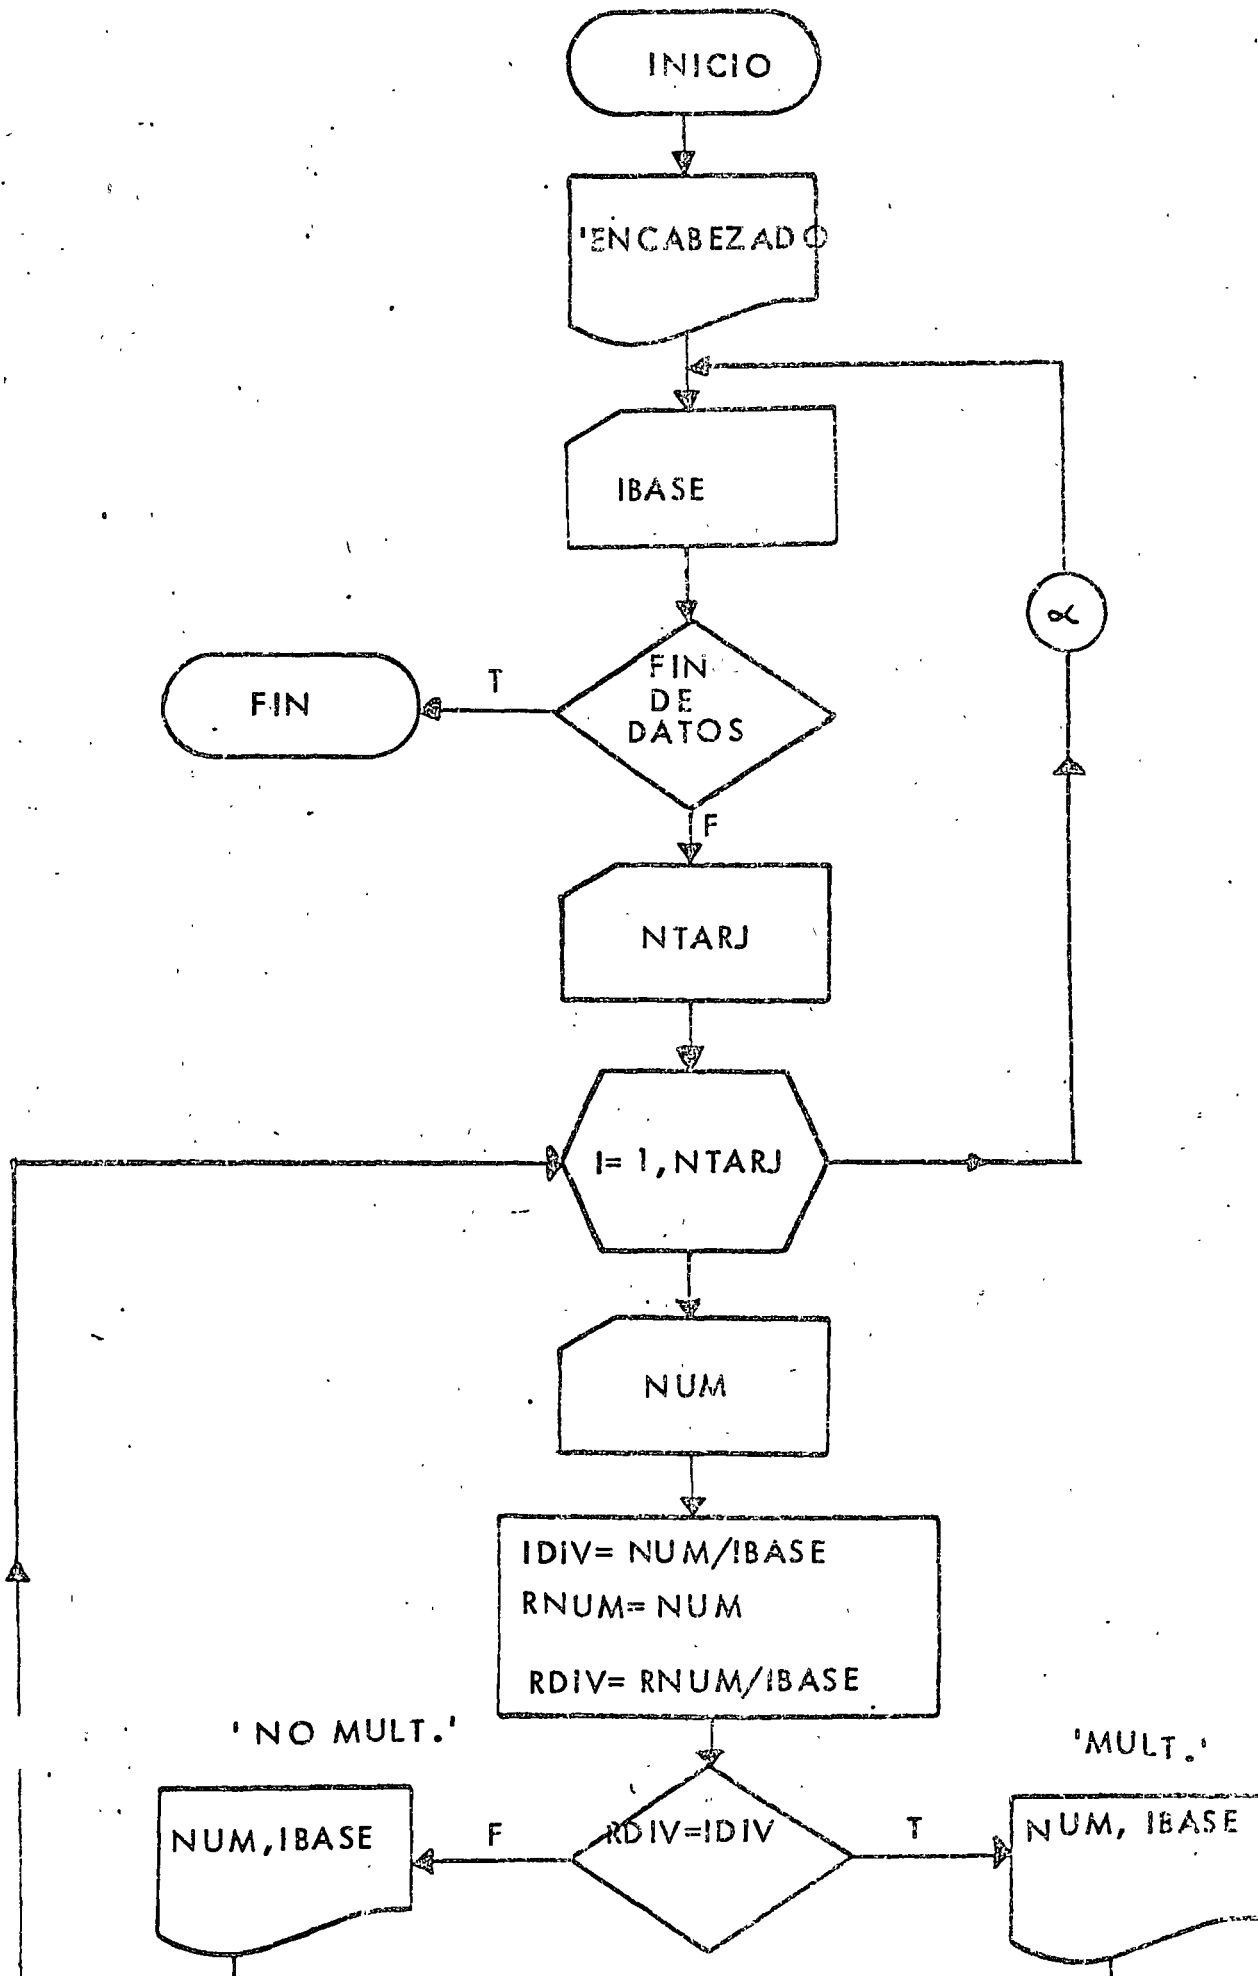 INICIO
'ENCABEZADO
IBASE
α
FIN
DE
DATOS
T
FIN
F
NTARJ
I= 1, NTARJ
NUM
IDIV= NUM/IBASE
RNUM= NUM
RDIV= RNUM/IBASE
'NO MULT.'
'MULT.'
NUM, IBASE
F
RDIV=IDIV
T
NUM, IBASE